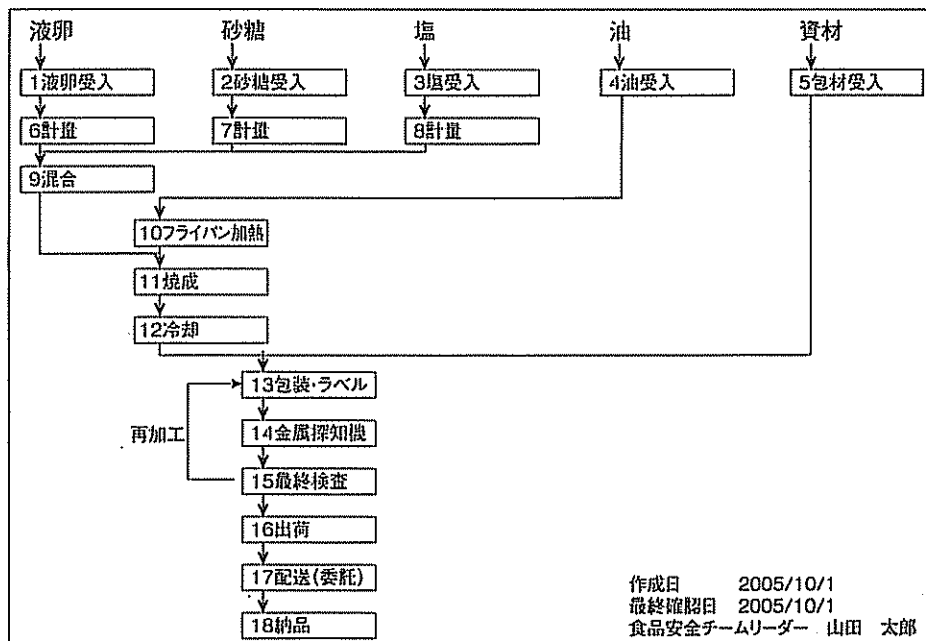 液卵 砂糖 塩 油 資材
1液卵受入 2砂糖受入 3塩受入 4油受入 5包材受入
6計量 7計量 8計量
9混合
10フライパン加熱
11焼成
12冷却
13包装・ラベル
再加工 14金属探知機
15最終検査
16出荷
17配送(委託)
18納品
作成日 2005/10/1
最終確認日 2005/10/1
食品安全チームリーダー 山田 太郎